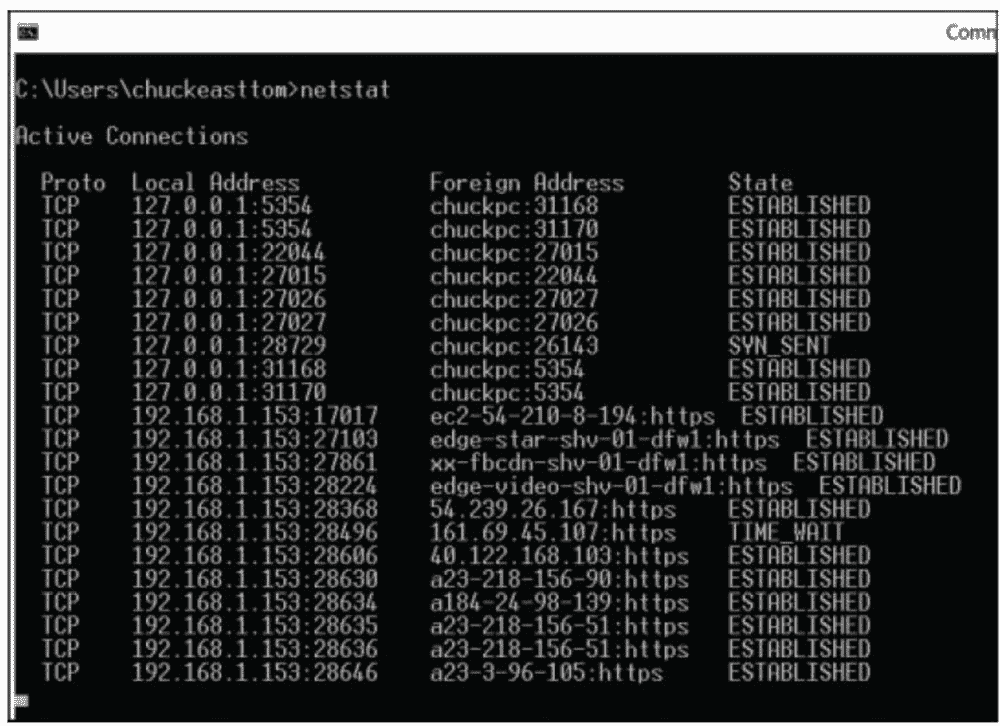 Comm
C:\Users\chuckeasttom>netstat
Active Connections
Proto  Local Address          Foreign Address        State
TCP    127.0.0.1:5354         chuckpc:31168          ESTABLISHED
TCP    127.0.0.1:5354         chuckpc:31170          ESTABLISHED
TCP    127.0.0.1:22044        chuckpc:27015          ESTABLISHED
TCP    127.0.0.1:27015        chuckpc:22044          ESTABLISHED
TCP    127.0.0.1:27026        chuckpc:27027          ESTABLISHED
TCP    127.0.0.1:27027        chuckpc:27026          ESTABLISHED
TCP    127.0.0.1:28729        chuckpc:26143          SYN_SENT
TCP    127.0.0.1:31168        chuckpc:5354           ESTABLISHED
TCP    127.0.0.1:31170        chuckpc:5354           ESTABLISHED
TCP    192.168.1.153:17017    ec2-54-210-8-194:https  ESTABLISHED
TCP    192.168.1.153:27103    edge-star-shv-01-dfw1:https  ESTABLISHED
TCP    192.168.1.153:27861    xx-fbcdn-shv-01-dfw1:https  ESTABLISHED
TCP    192.168.1.153:28224    edge-video-shv-01-dfw1:https  ESTABLISHED
TCP    192.168.1.153:28368    54.239.26.167:https    ESTABLISHED
TCP    192.168.1.153:28496    161.69.45.107:https    TIME_WAIT
TCP    192.168.1.153:28606    40.122.168.103:https   ESTABLISHED
TCP    192.168.1.153:28630    a23-218-156-90:https   ESTABLISHED
TCP    192.168.1.153:28634    a184-24-98-139:https   ESTABLISHED
TCP    192.168.1.153:28635    a23-218-156-51:https   ESTABLISHED
TCP    192.168.1.153:28636    a23-218-156-51:https   ESTABLISHED
TCP    192.168.1.153:28646    a23-3-96-105:https     ESTABLISHED